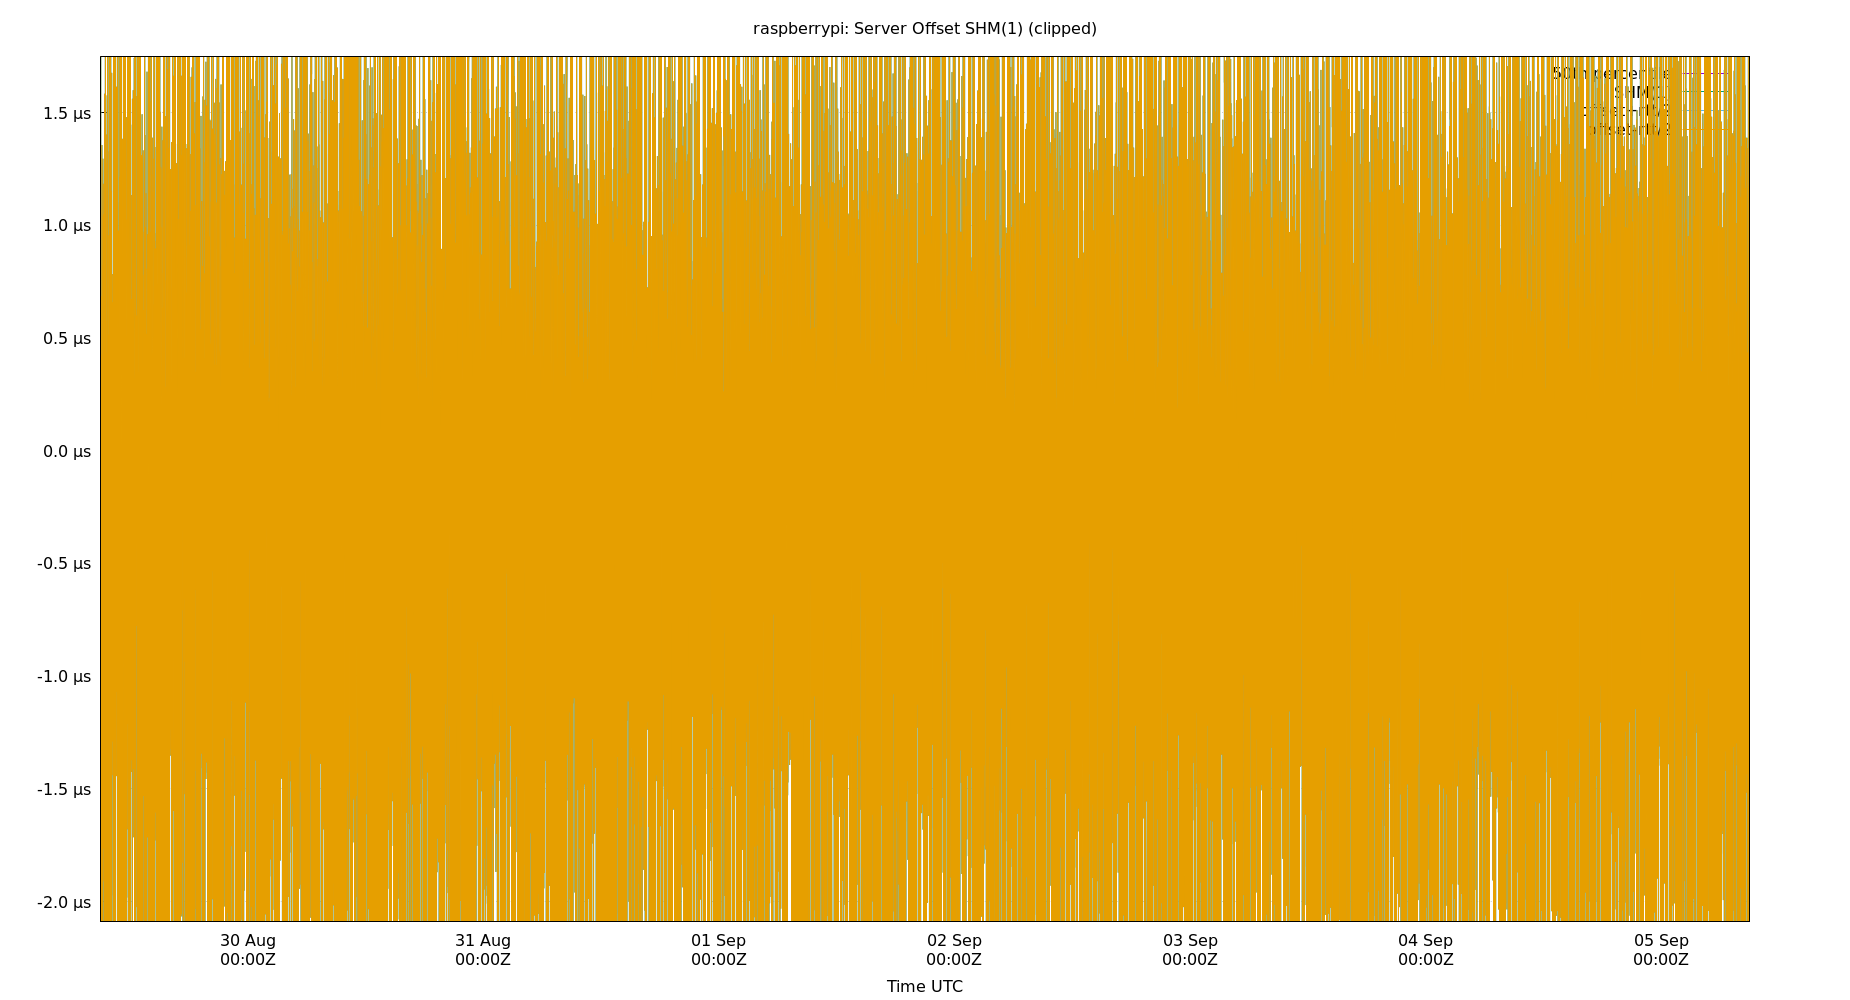 raspberrypi: Server Offset SHM(1) (clipped)
1.5 µs
1.0 µs
0.5 µs
0.0 µs
-0.5 µs
-1.0 µs
-1.5 µs
-2.0 µs
30 Aug 31 Aug 01 Sep 02 Sep 03 Sep 04 Sep 05 Sep
00:00Z 00:00Z 00:00Z 00:00Z 00:00Z 00:00Z 00:00Z
Time UTC